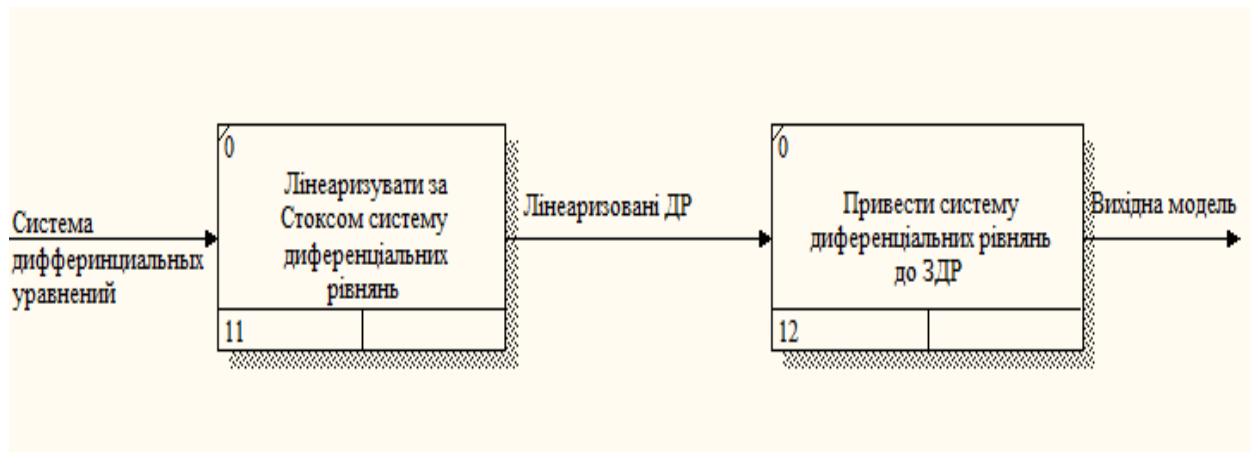 Система
дифферинциальных
уравнений
0
Лінеаризувати за
Стоксом систему
диференціальних
рівнянь
11
Лінеаризовані ДР
0
Привести систему
диференціальних рівнянь
до ЗДР
12
Вихідна модель